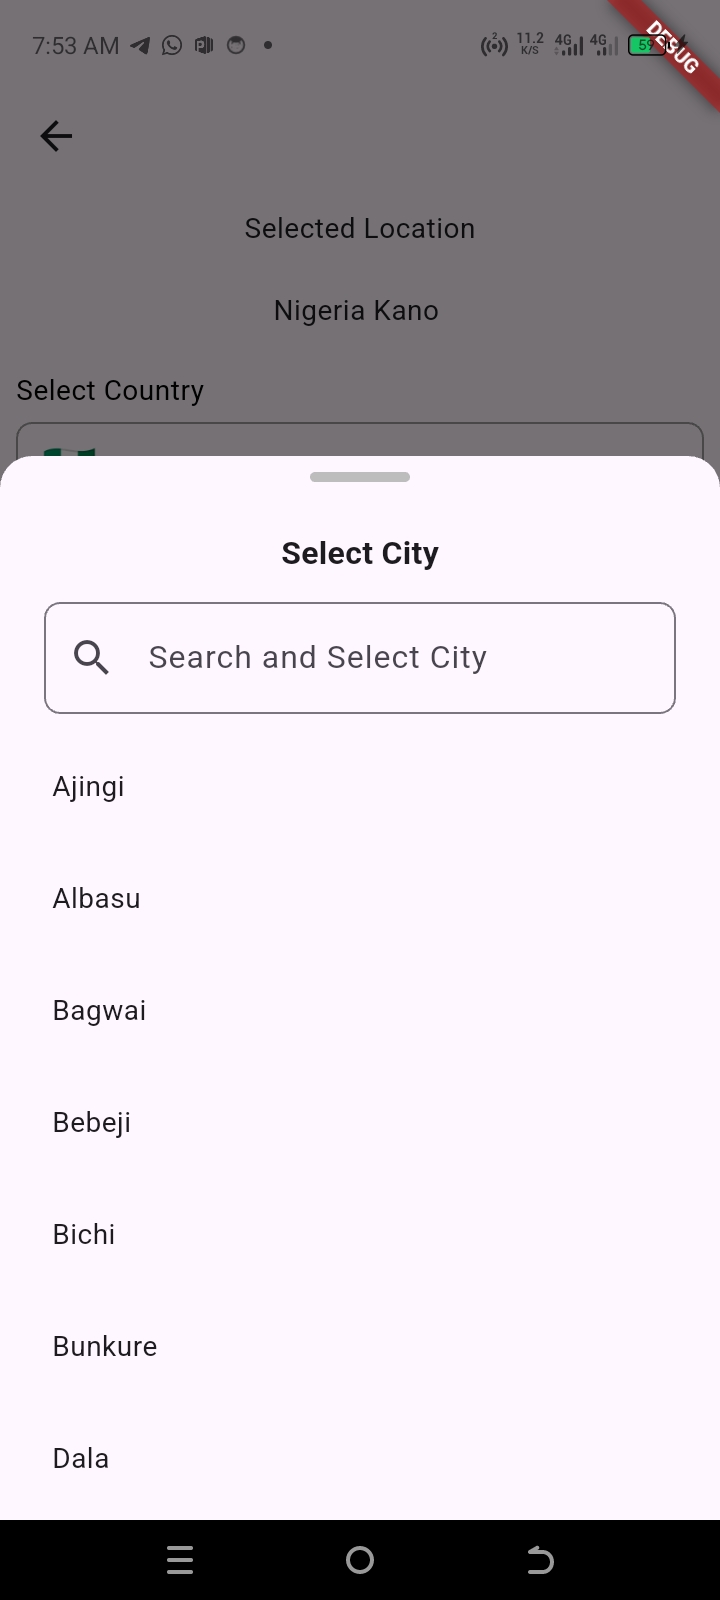 7:53 AM
2
11.2
K/S
4G
4G
59
DEBUG
Selected Location
Nigeria Kano
Select Country
Select City
Search and Select City
Ajingi
Albasu
Bagwai
Bebeji
Bichi
Bunkure
Dala